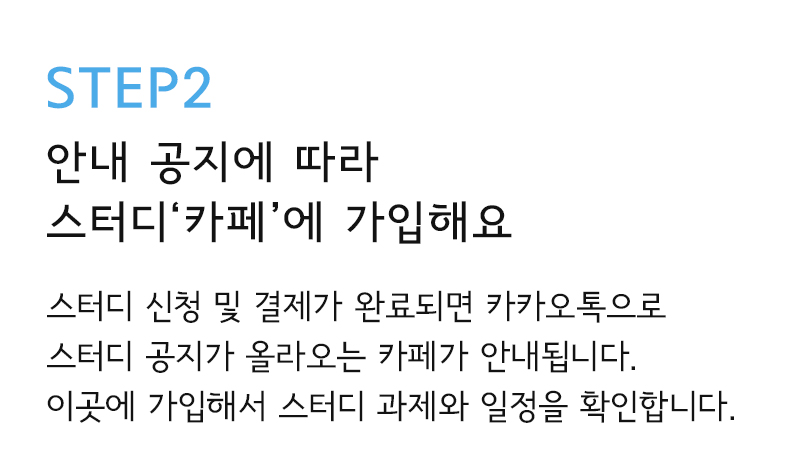 STEP2
안내 공지에 따라
스터디‘카페’에 가입해요
스터디 신청 및 결제가 완료되면 카카오톡으로
스터디 공지가 올라오는 카페가 안내됩니다.
이곳에 가입해서 스터디 과제와 일정을 확인합니다.